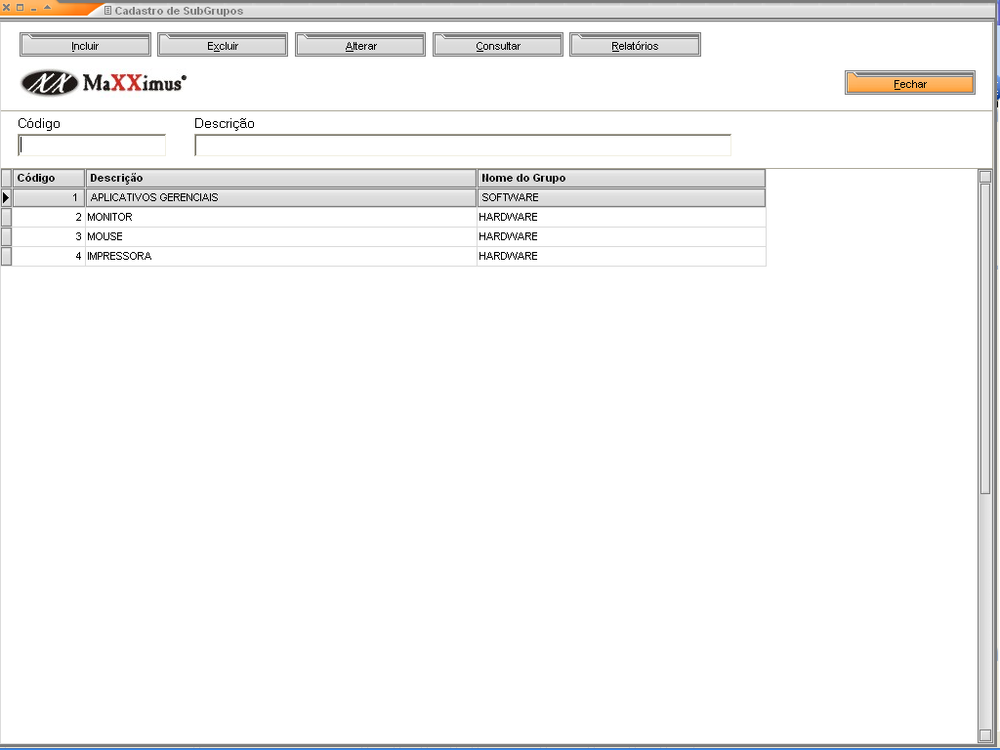 Cadastro de SubGrupos
Incluir Excluir Alterar Consultar Relatórios
XX MaXXimus
Fechar
Código Descrição
Código Descrição Nome do Grupo
1 APLICATIVOS GERENCIAIS SOFTWARE
2 MONITOR HARDWARE
3 MOUSE HARDWARE
4 IMPRESSORA HARDWARE